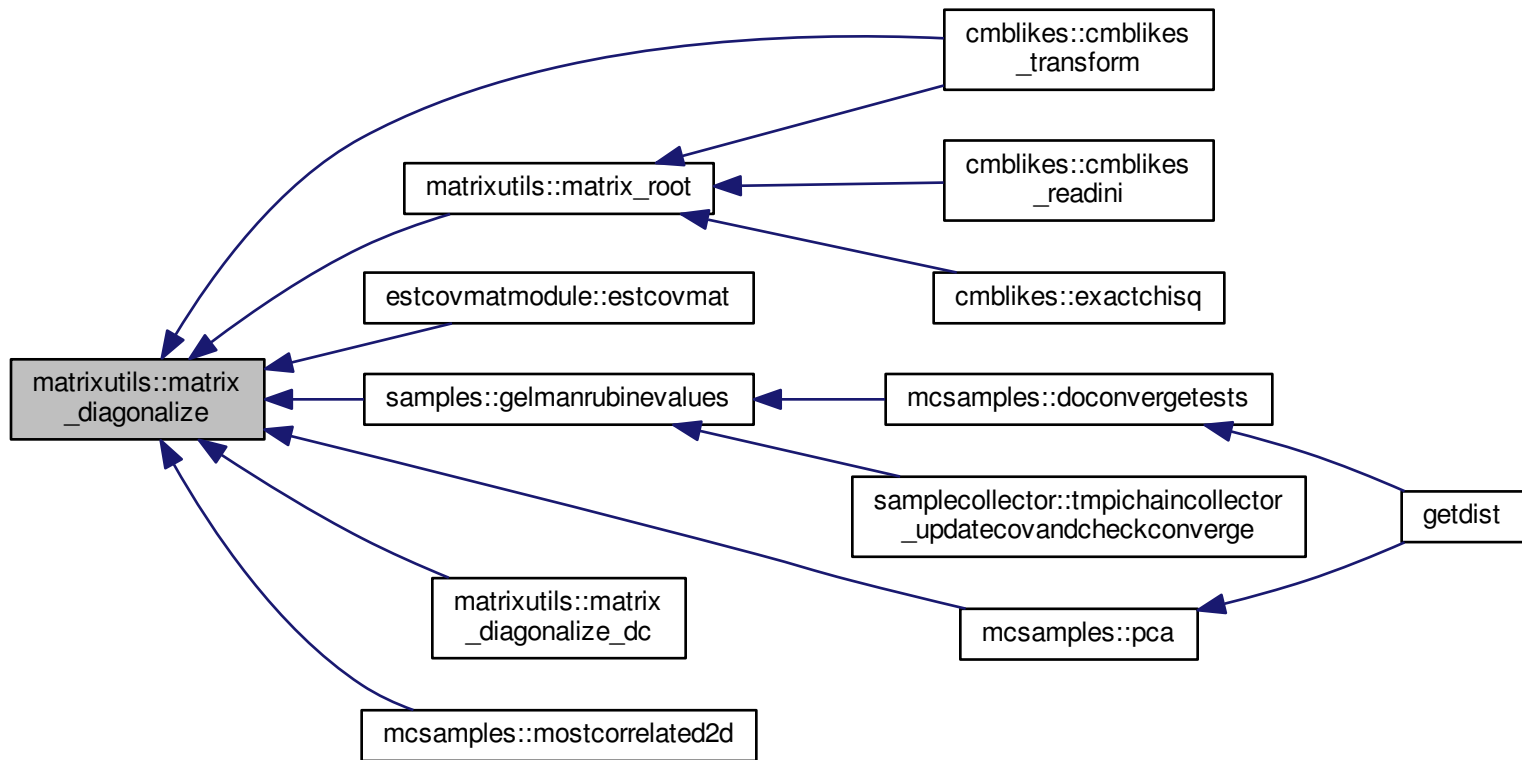 cmblikes::cmblikes
_transform
cmblikes::cmblikes
_readini
matrixutils::matrix_root
estcovmatmodule::estcovmat
cmblikes::exactchisq
matrixutils::matrix
_diagonalize
samples::gelmanrubinevalues
mcsamples::doconvergetests
samplecollector::tmpichaincollector
_updatecovandcheckconverge
getdist
matrixutils::matrix
_diagonalize_dc
mcsamples::pca
mcsamples::mostcorrelated2d